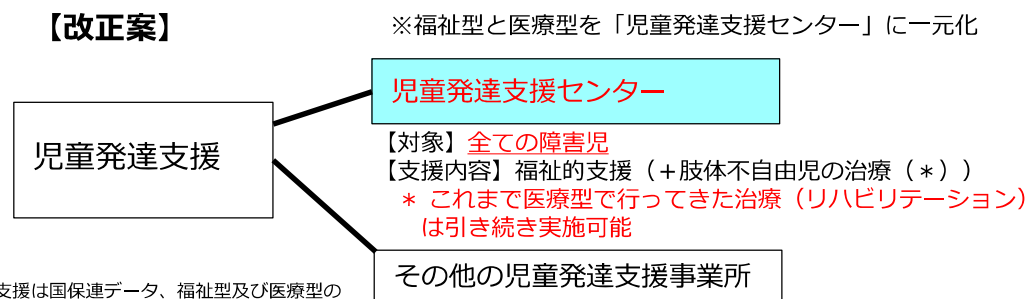 【改正案】
※福祉型と医療型を「児童発達支援センター」に一元化
児童発達支援センター
児童発達支援
【対象】全ての障害児
【支援内容】福祉的支援（＋肢体不自由児の治療（＊））
＊ これまで医療型で行ってきた治療（リハビリテーション）
は引き続き実施可能
その他の児童発達支援事業所
支援は国保連データ、福祉型及び医療型の